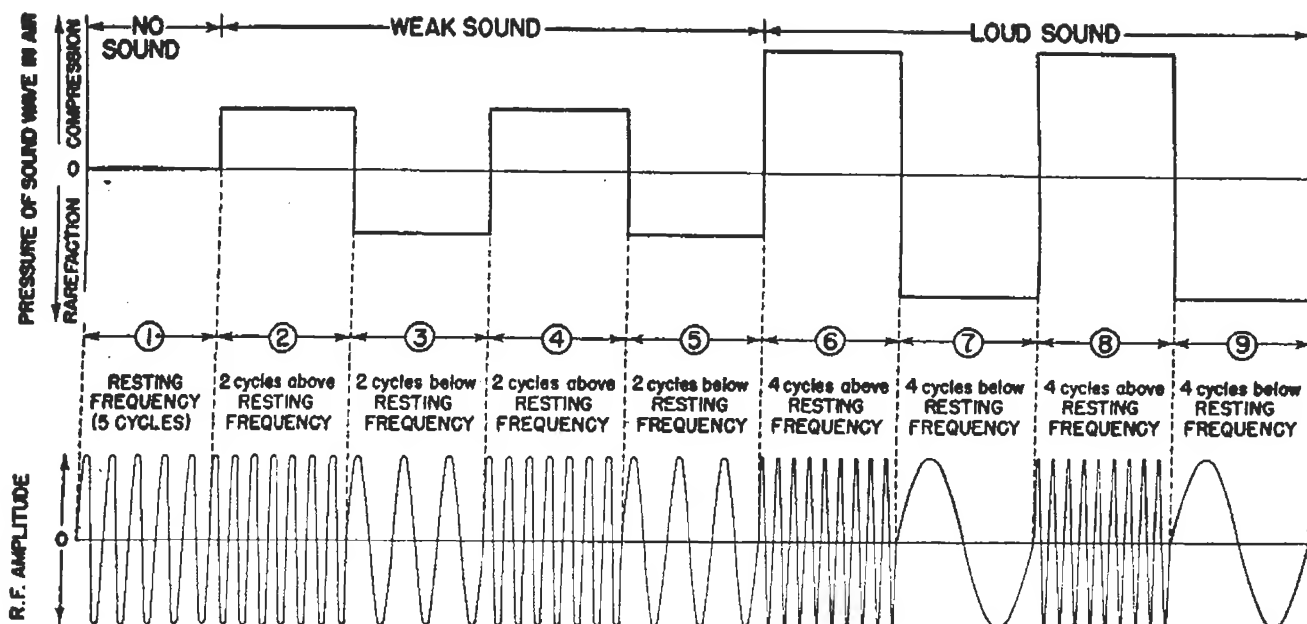 NO
SOUND
WEAK SOUND
LOUD SOUND
PRESSURE OF SOUND WAVE IN AIR
RAREFACTION O COMPRESSION
1 2 3 4 5 6 7 8 9
RESTING
FREQUENCY
(5 CYCLES)
2 cycles above
RESTING
FREQUENCY
2 cycles below
RESTING
FREQUENCY
2 cycles above
RESTING
FREQUENCY
2 cycles below
RESTING
FREQUENCY
4 cycles above
RESTING
FREQUENCY
4 cycles below
RESTING
FREQUENCY
4 cycles above
RESTING
FREQUENCY
4 cycles below
RESTING
FREQUENCY
R.F. AMPLITUDE
O